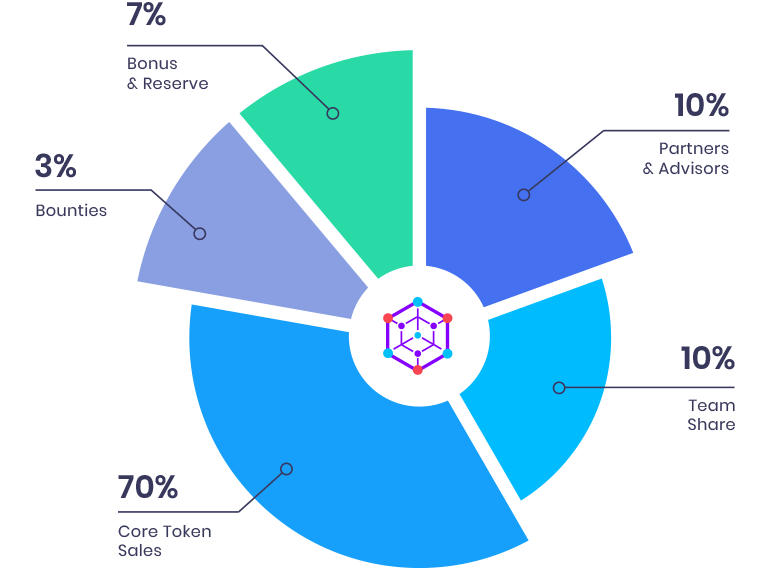 7%
Bonus
& Reserve
10%
Partners
& Advisors
3%
Bounties
10%
Team
Share
70%
Core Token
Sales